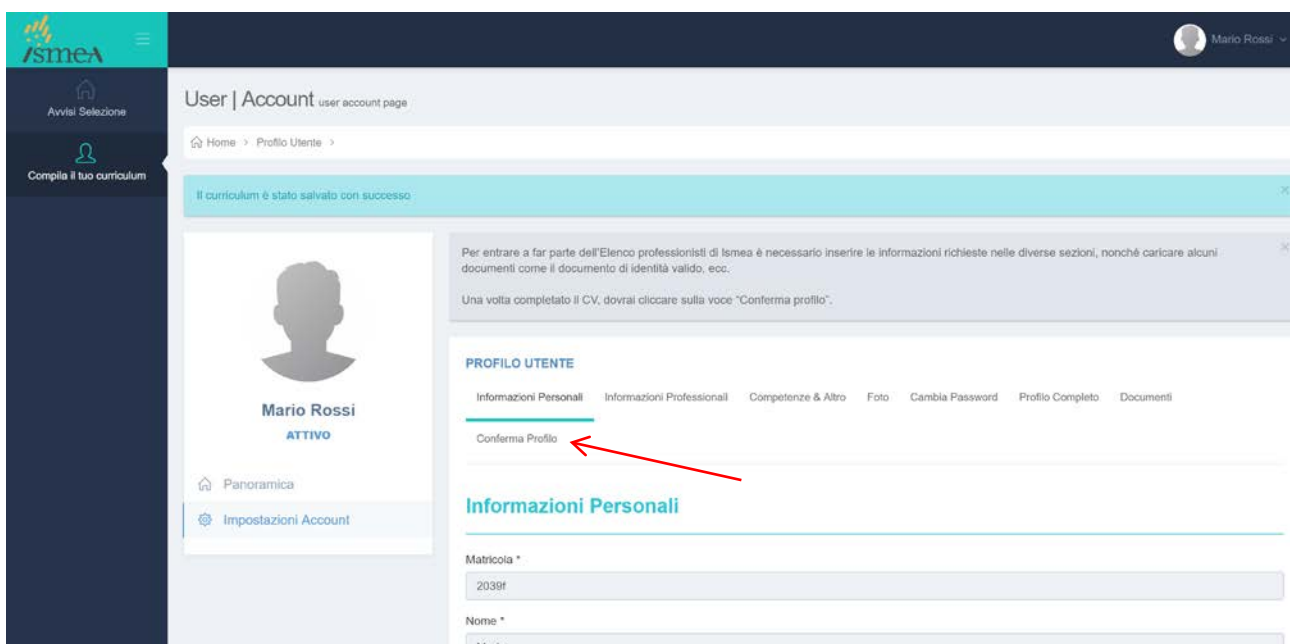 ismea
Mario Rossi
Avvisi Selezione
Compila il tuo curriculum
User | Account user account page
Home > Profilo Utente >
Il curriculum è stato salvato con successo
×
Per entrare a far parte dell'Elenco professionisti di Ismea è necessario inserire le informazioni richieste nelle diverse sezioni, nonché caricare alcuni
documenti come il documento di identità valido, ecc.
Una volta completato il CV, dovrai cliccare sulla voce "Conferma profilo".
×
Mario Rossi
ATTIVO
Panoramica
Impostazioni Account
PROFILO UTENTE
Informazioni Personali Informazioni Professionali Competenze & Altro Foto Cambia Password Profilo Completo Documenti
Conferma Profilo
Informazioni Personali
Matricola *
2039f
Nome *